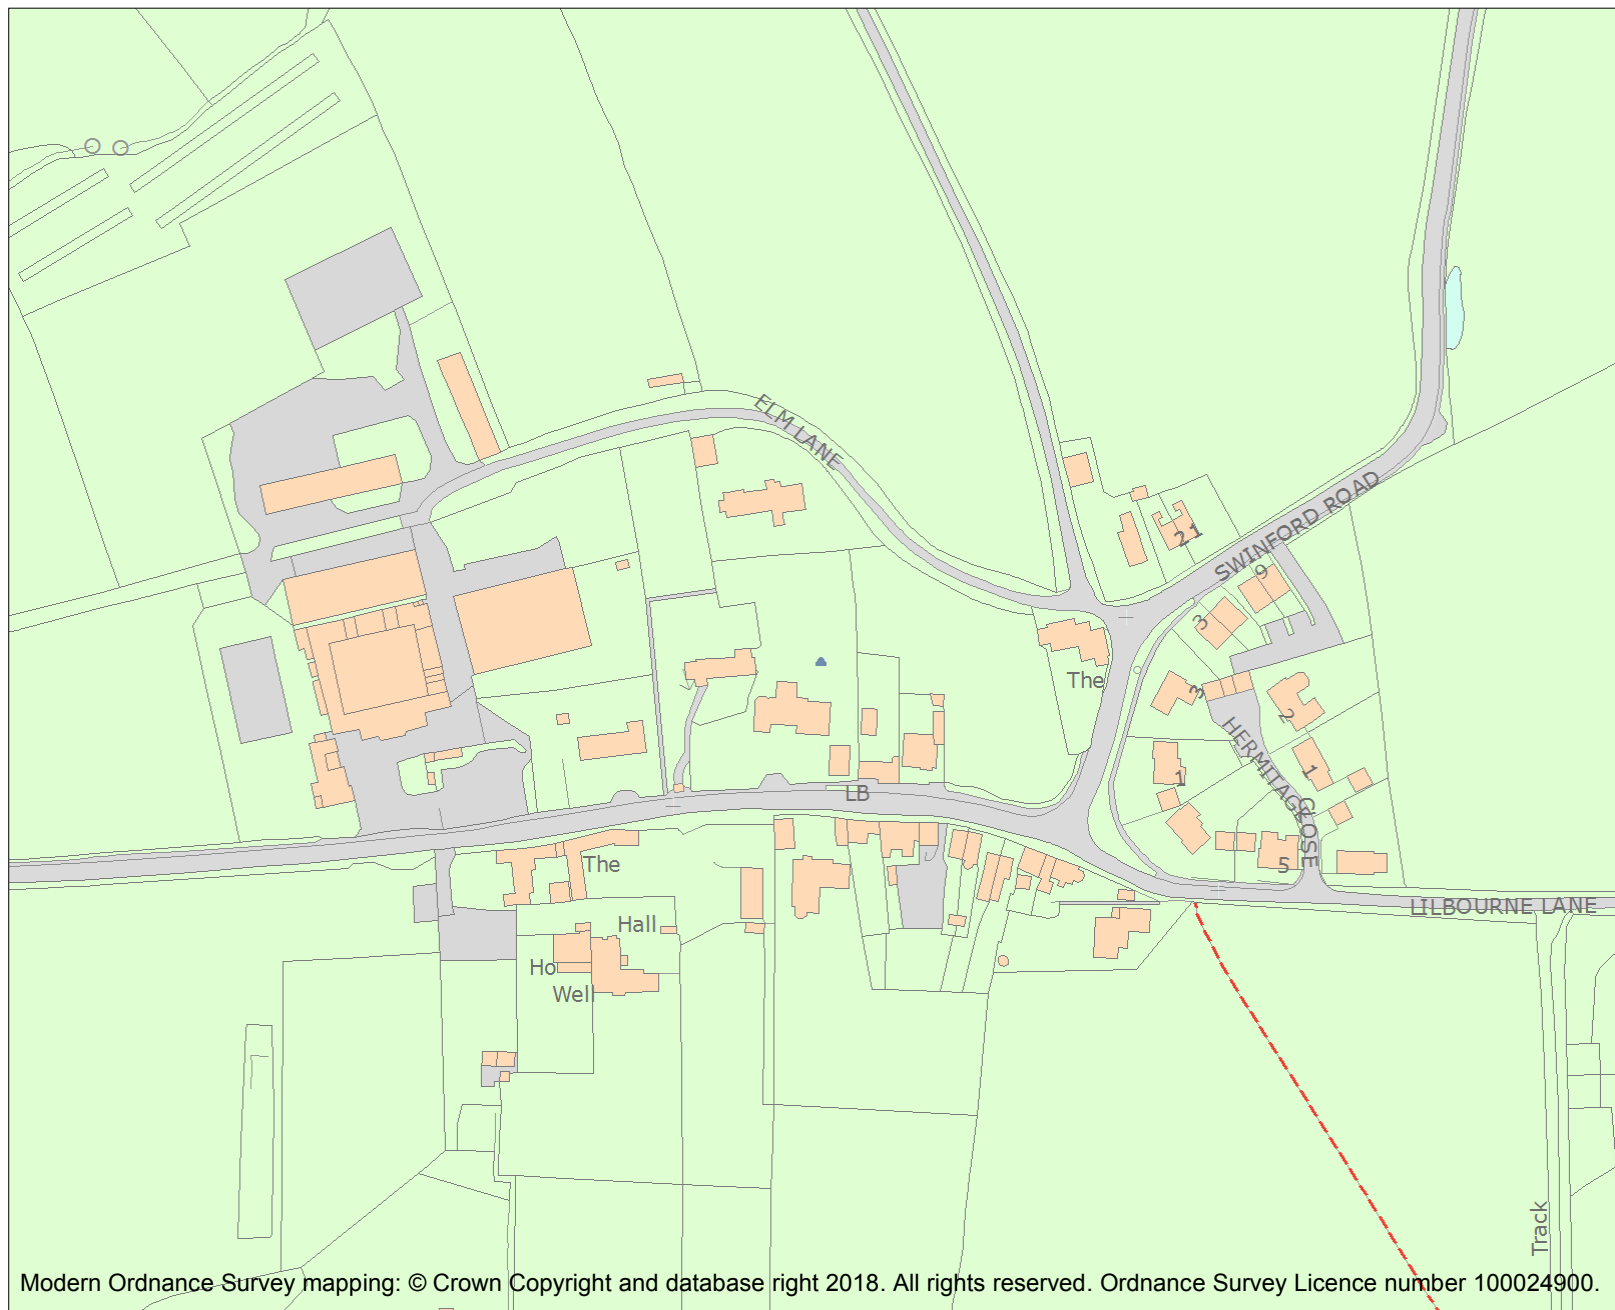 ELM LANE
SWINFORD ROAD
21
9
3
The
3
2
HERMITAGE CLOSE
1
1
LB
5
The
LILBOURNE LANE
Hall
Ho
Well
Track
Modern Ordnance Survey mapping: © Crown Copyright and database right 2018. All rights reserved. Ordnance Survey Licence number 100024900.